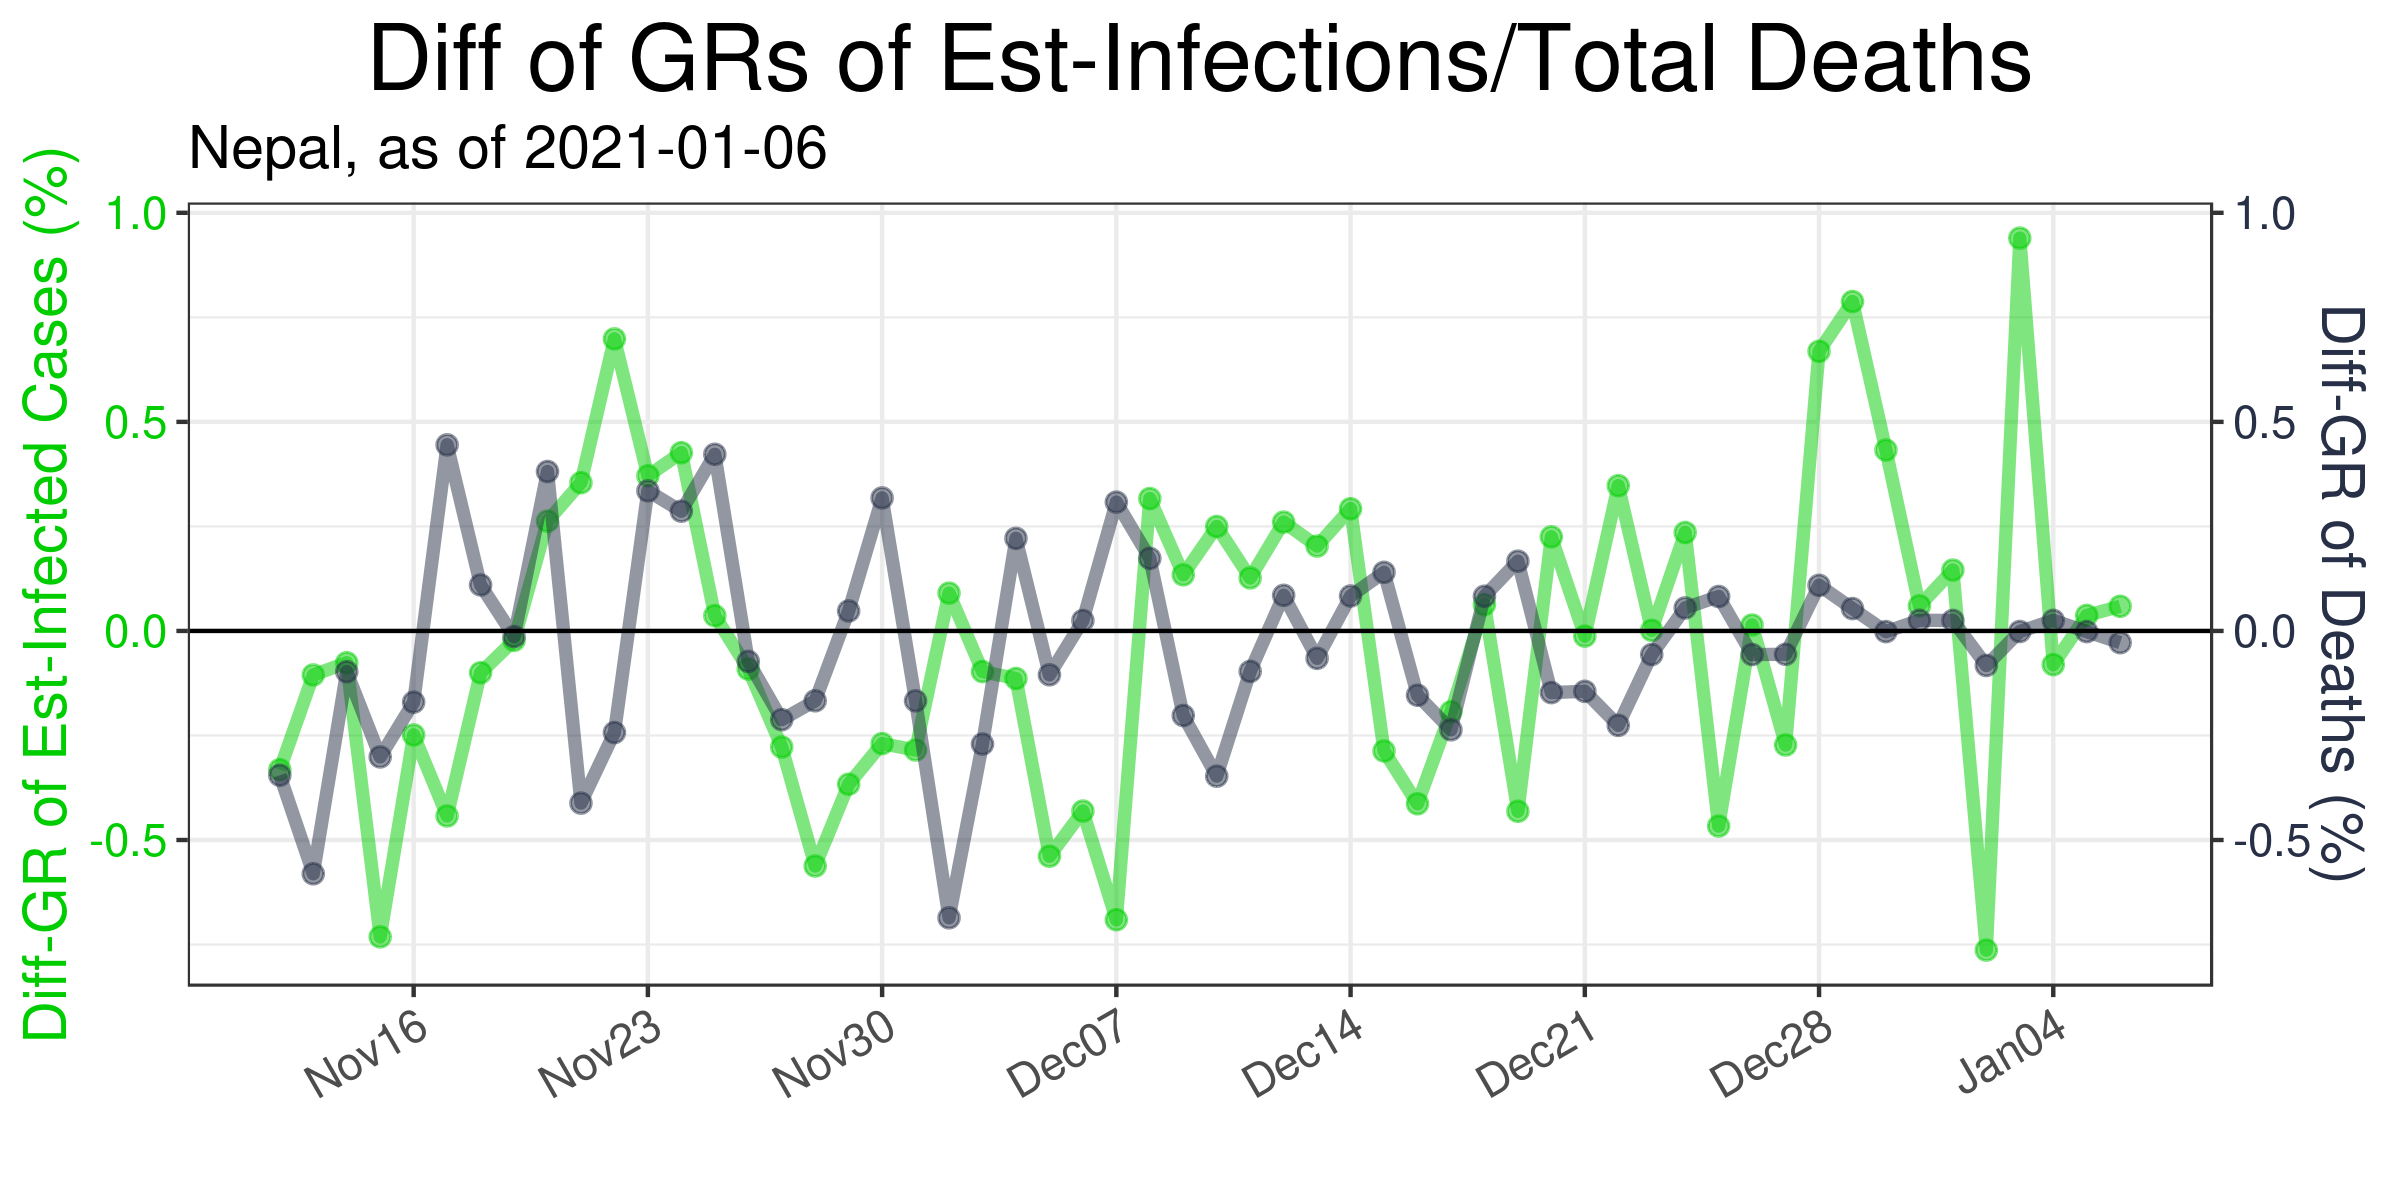 Diff of GRs of Est-Infections/Total Deaths
Nepal, as of 2021-01-06
Diff-GR of Est-Infected Cases (%)
1.0
0.5
0.0
-0.5
1.0
0.5
0.0
-0.5
Diff-GR of Deaths (%)
Nov16
Nov23
Nov30
Dec07
Dec14
Dec21
Dec28
Jan04